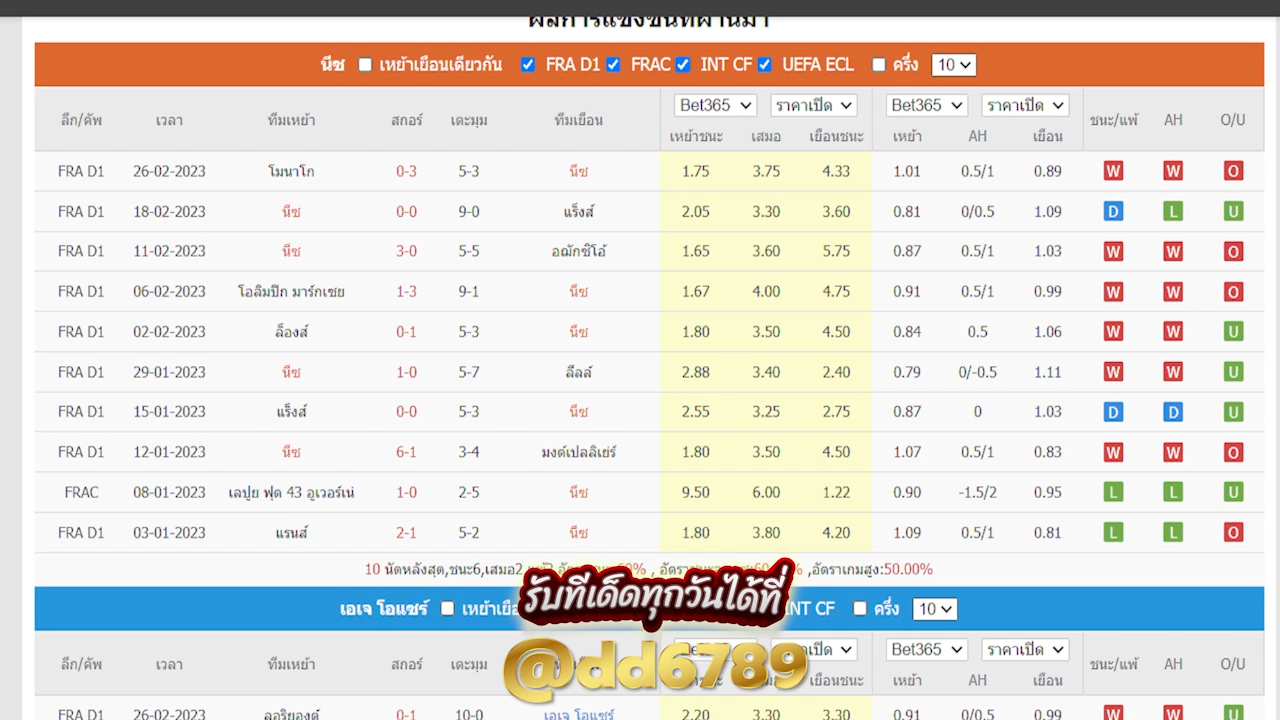 ผลการแข่งขันที่ผ่านมา
นีซ เหย้าเยือนเดียวกัน FRA D1 FRAC INT CF UEFA ECL ครึ่ง 10
Bet365 ราคาเปิด Bet365 ราคาเปิด
ลีก/คัพ เวลา ทีมเหย้า สกอร์ เตะมุม ทีมเยือน เหย้าชนะ เสมอ เยือนชนะ เหย้า AH เยือน ชนะ/แพ้ AH O/U
FRA D1 26-02-2023 โมนาโก 0-3 5-3 นีซ 1.75 3.75 4.33 1.01 0.5/1 0.89 W W O
FRA D1 18-02-2023 นีซ 0-0 9-0 แร็งส์ 2.05 3.30 3.60 0.81 0/0.5 1.09 D L U
FRA D1 11-02-2023 นีซ 3-0 5-5 อฌักซิโอ้ 1.65 3.60 5.75 0.87 0.5/1 1.03 W W O
FRA D1 06-02-2023 โอลิมปิก มาร์กเซย 1-3 9-1 นีซ 1.67 4.00 4.75 0.91 0.5/1 0.99 W W O
FRA D1 02-02-2023 ล็องส์ 0-1 5-3 นีซ 1.80 3.50 4.50 0.84 0.5 1.06 W W U
FRA D1 29-01-2023 นีซ 1-0 5-7 ลีลล์ 2.88 3.40 2.40 0.79 0/-0.5 1.11 W W U
FRA D1 15-01-2023 แร็งส์ 0-0 5-3 นีซ 2.55 3.25 2.75 0.87 0 1.03 D D U
FRA D1 12-01-2023 นีซ 6-1 3-4 มงต์เปลลิเย่ร์ 1.80 3.50 4.50 1.07 0.5/1 0.83 W W O
FRAC 08-01-2023 เลปูย ฟุต 43 อูเวอร์เน่ 1-0 2-5 นีซ 9.50 6.00 1.22 0.90 -1.5/2 0.95 L L U
FRA D1 03-01-2023 แรนส์ 2-1 5-2 นีซ 1.80 3.80 4.20 1.09 0.5/1 0.81 L L O
10 นัดหลังสุด,ชนะ6,เสมอ2 ,อัตราเกมสูง:50.00%
รับทีเด็ดทุกวันได้ที่
@dd6789
เอเจ โอแซร์ INT CF ครึ่ง 10
ราคาเปิด Bet365 ราคาเปิด
ลีก/คัพ เวลา ทีมเหย้า สกอร์ เตะมุม เยือนชนะ เหย้า AH เยือน ชนะ/แพ้ AH O/U
FRA D1 26-02-2023 ลอริยองต์ 0-1 10-0 เอเจ โอแซร์ 2.20 3.30 3.30 0.91 0/0.5 0.99 W W U